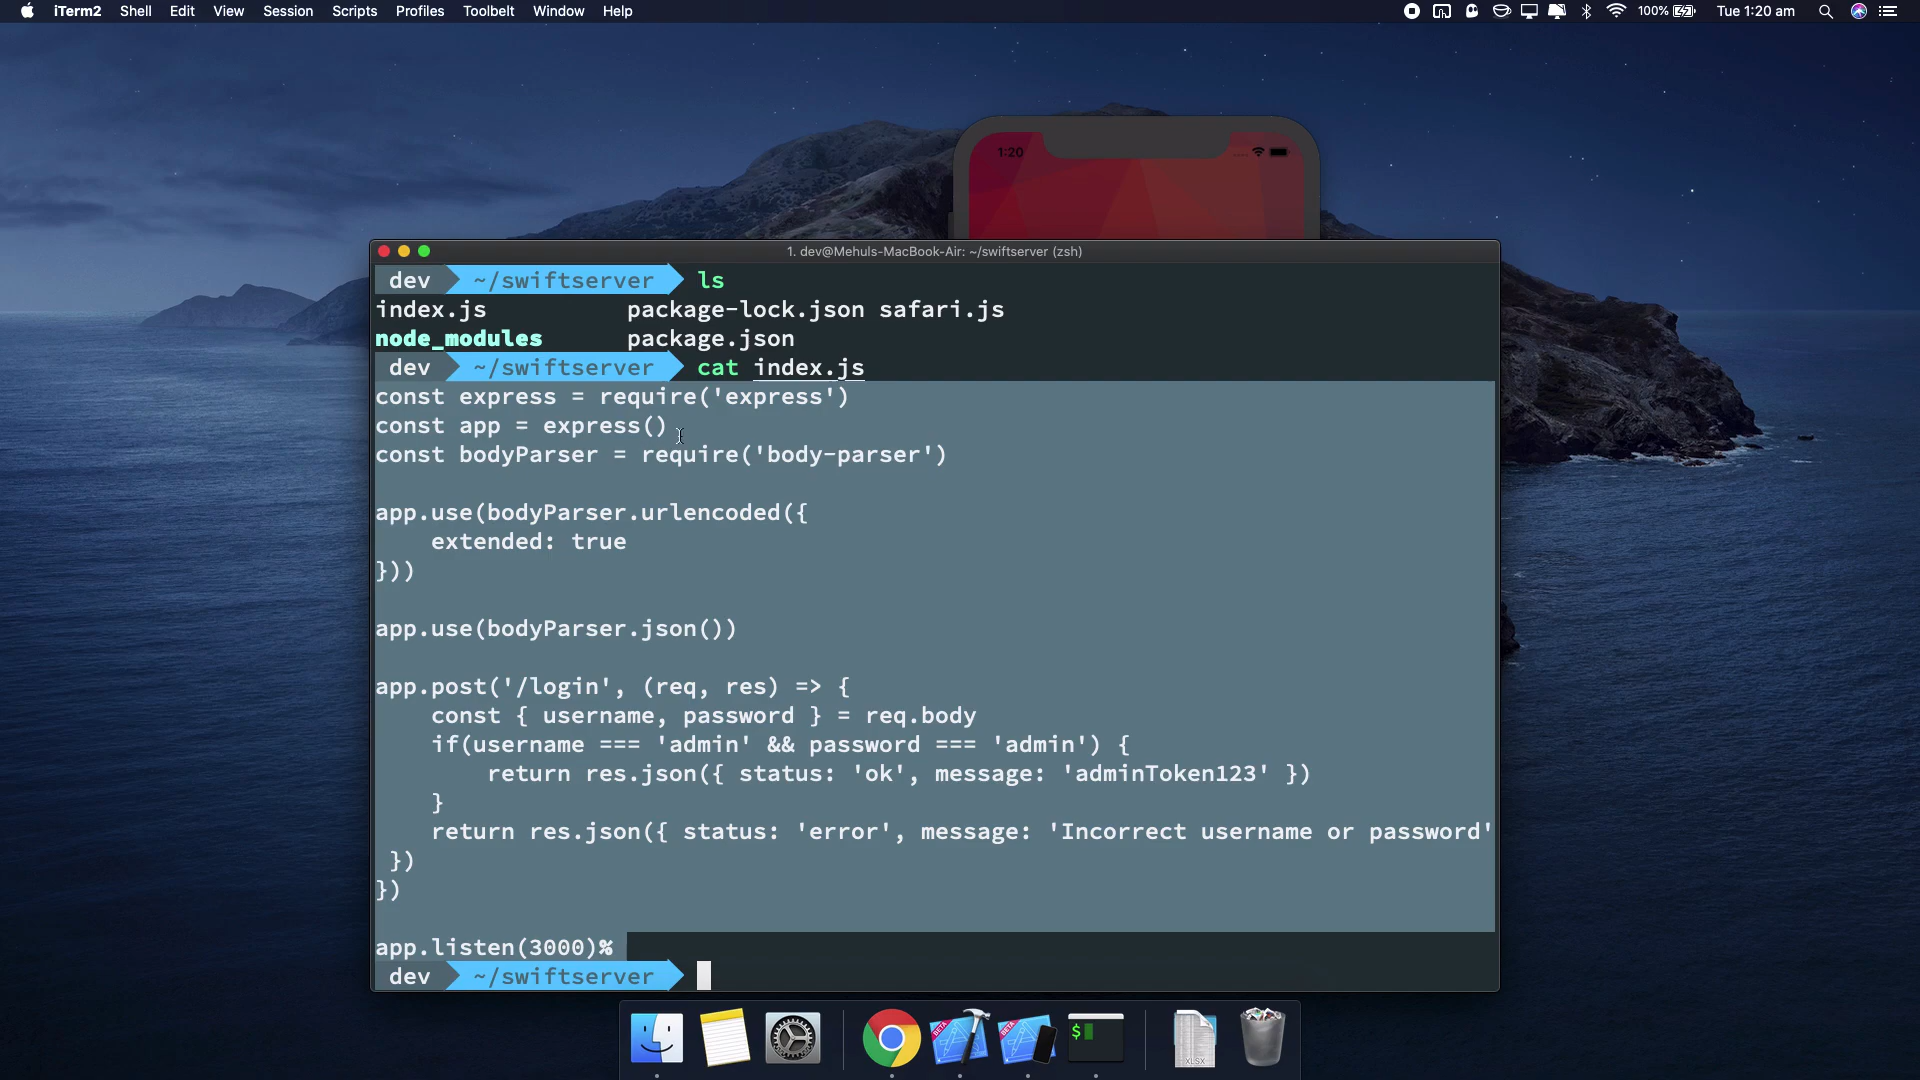 iTerm2 Shell Edit View Session Scripts Profiles Toolbelt Window Help 100% Tue 1:20 am
1:20
1. dev@Mehuls-MacBook-Air: ~/swiftserver (zsh)
dev ~/swiftserver ls
index.js package-lock.json safari.js
node_modules package.json
dev ~/swiftserver cat index.js
const express = require('express')
const app = express()
const bodyParser = require('body-parser')
app.use(bodyParser.urlencoded({
    extended: true
}))
app.use(bodyParser.json())
app.post('/login', (req, res) => {
    const { username, password } = req.body
    if(username === 'admin' && password === 'admin') {
        return res.json({ status: 'ok', message: 'adminToken123' })
    }
    return res.json({ status: 'error', message: 'Incorrect username or password'
 })
})
app.listen(3000)%
dev ~/swiftserver
BETA BETA $ XLSX